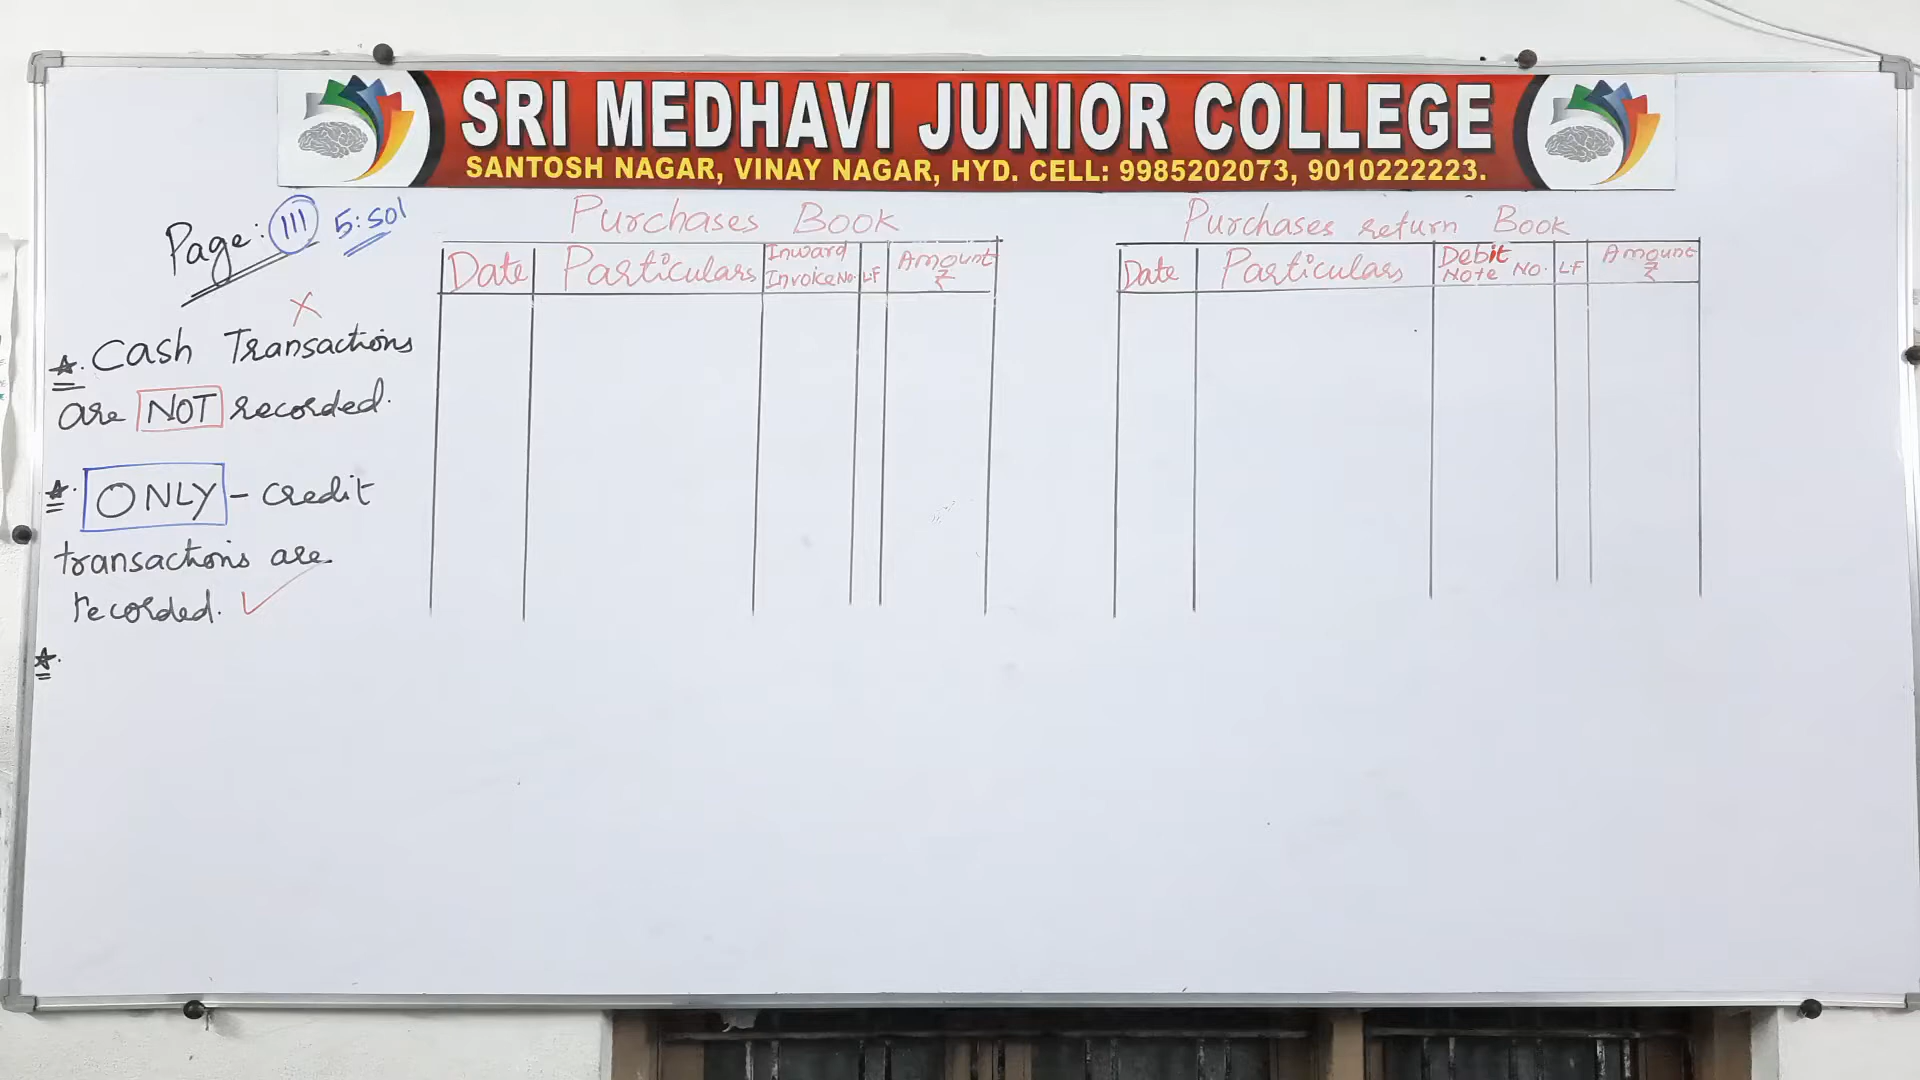 SRI MEDHAVI JUNIOR COLLEGE
SANTOSH NAGAR, VINAY NAGAR, HYD. CELL: 9985202073, 9010222223.
Page: 111 5:sol
X
☆. Cash Transactions
are NOT recorded.
☆. ONLY - credit
transactions are
recorded. ✓
☆.
Purchases Book
Date Particulars Inward Invoice No. L.F Amount ₹
Purchases return Book
Date Particulars Debit Note No. L.F Amount ₹